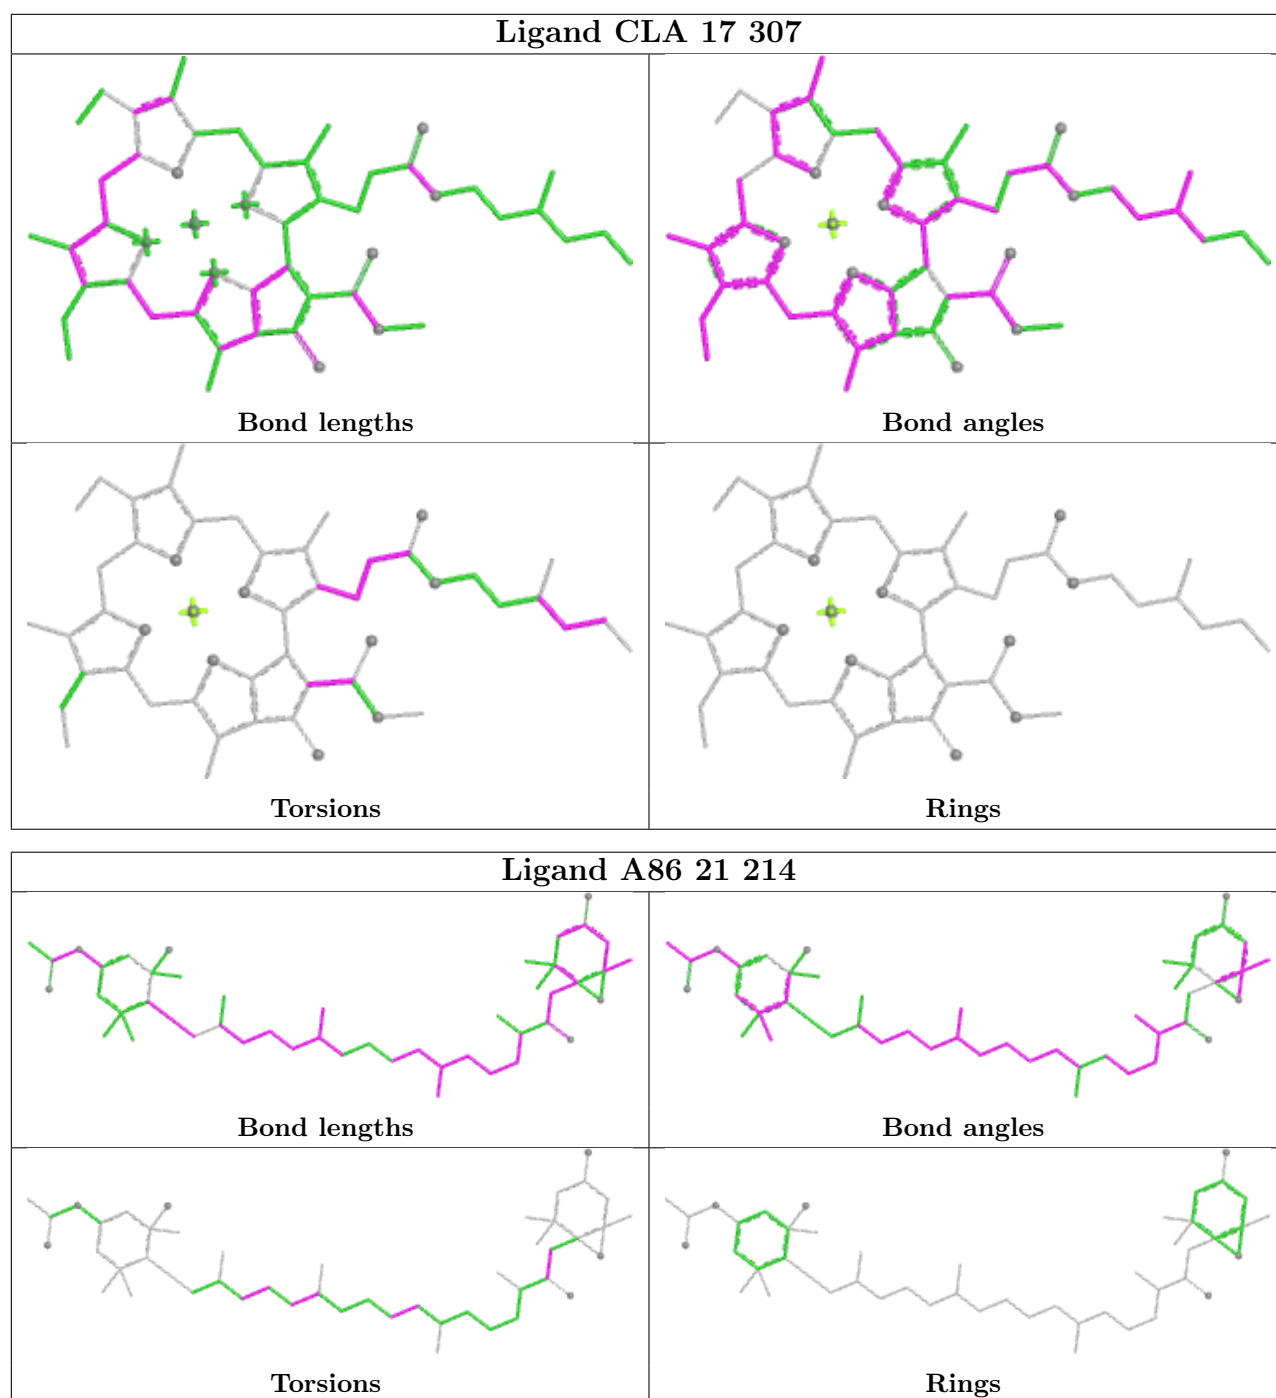 Ligand CLA 17 307
Bond lengths
Bond angles
Torsions
Rings
Ligand A86 21 214
Bond lengths
Bond angles
Torsions
Rings